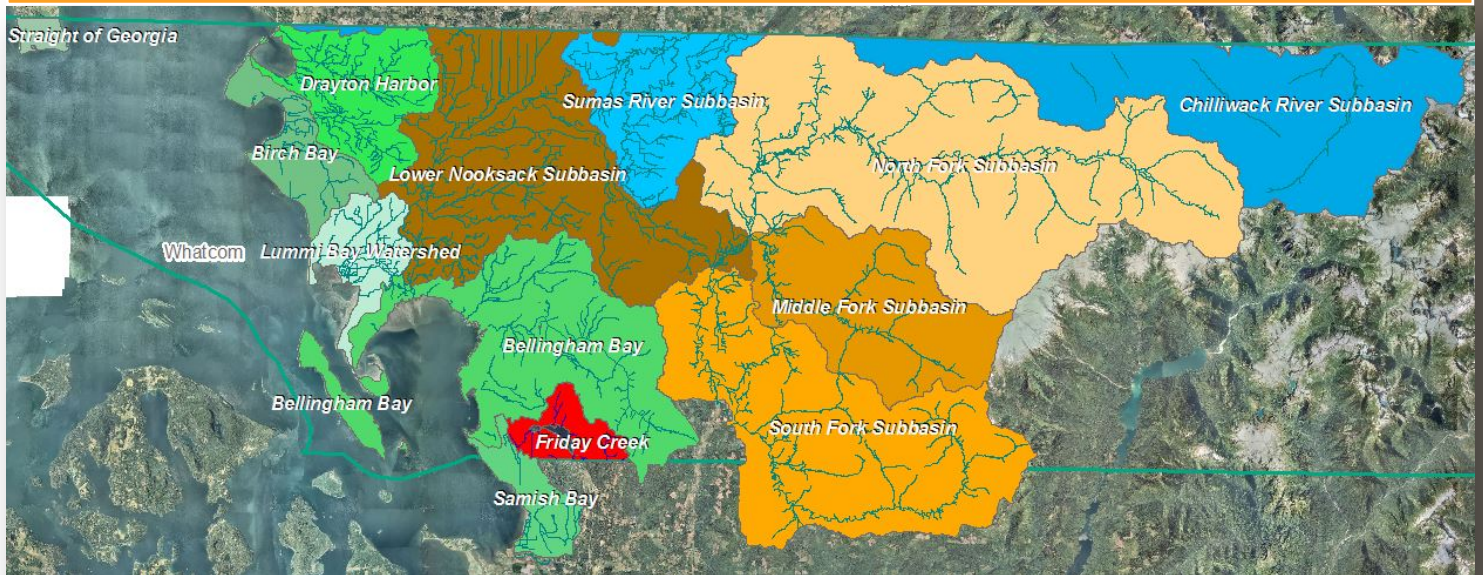 Straight of Georgia
Drayton Harbor
Sumas River Subbasin
Chilliwack River Subbasin
Birch Bay
Lower Nooksack Subbasin
North Fork Subbasin
Whatcom
Lummi Bay Watershed
Middle Fork Subbasin
Bellingham Bay
Bellingham Bay
South Fork Subbasin
Friday Creek
Samish Bay